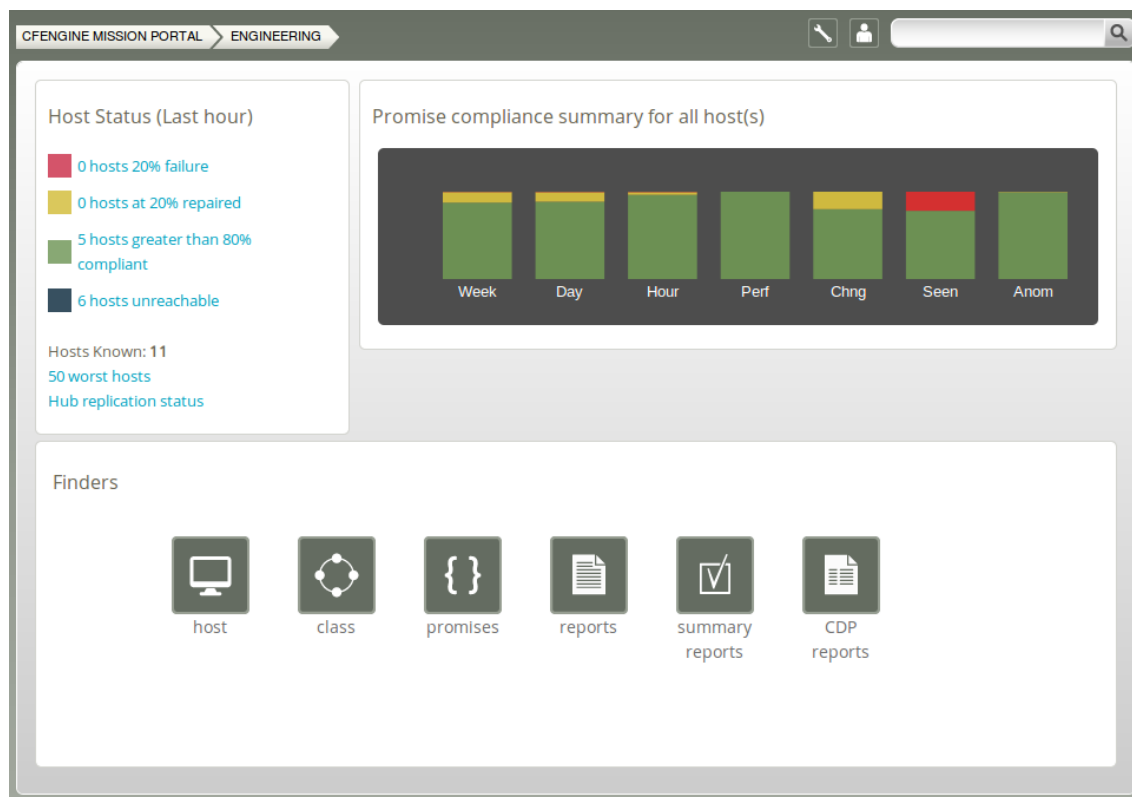 CFENGINE MISSION PORTAL ENGINEERING
Host Status (Last hour)
0 hosts 20% failure
0 hosts at 20% repaired
5 hosts greater than 80%
compliant
6 hosts unreachable
Hosts Known: 11
50 worst hosts
Hub replication status
Promise compliance summary for all host(s)
Week Day Hour Perf Chng Seen Anom
Finders
host class promises reports summary reports CDP reports